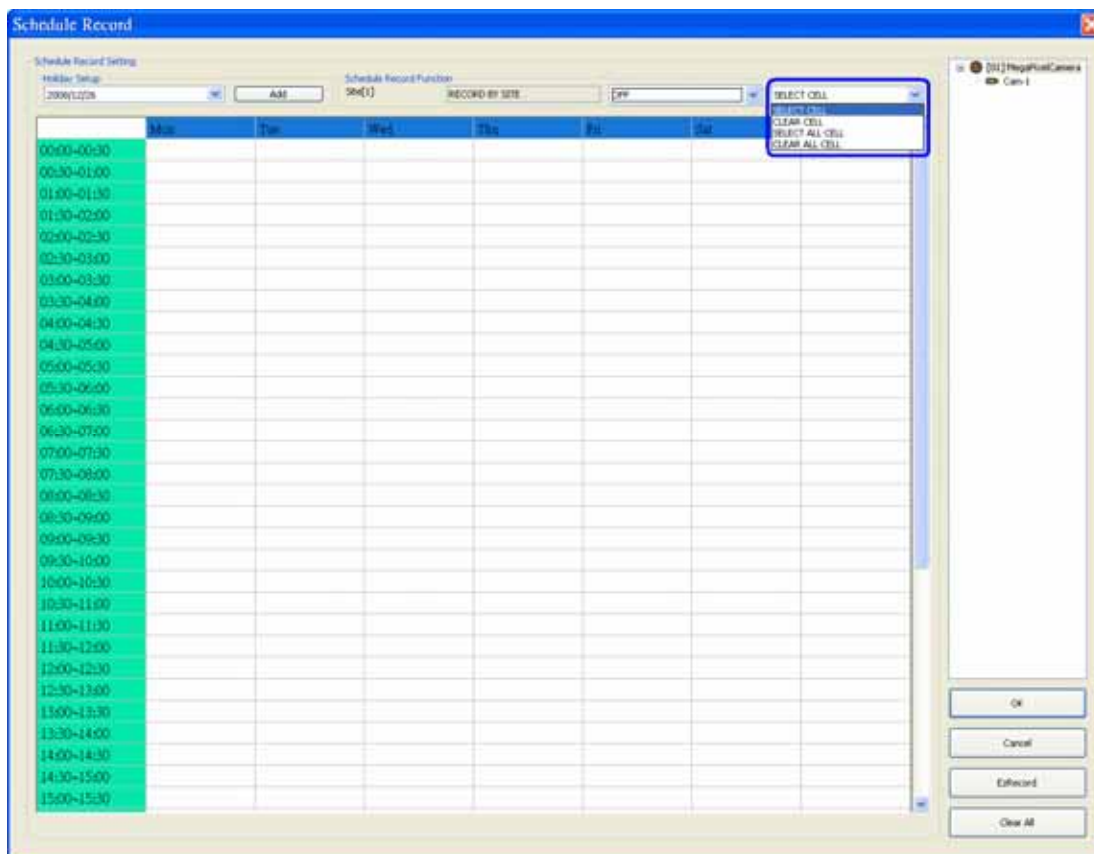 Schedule Record
Schedule Record Setting
Holiday Setup
2006/12/26
Add
Schedule Record Function
Site[1]
RECORD BY SITE
OFF
SELECT CELL
SELECT CELL
CLEAR CELL
SELECT ALL CELL
CLEAR ALL CELL
[01]MegaPixelCamera
Cam-1
Mon Tue Wed Thu Fri Sat
00:00~00:30
00:30~01:00
01:00~01:30
01:30~02:00
02:00~02:30
02:30~03:00
03:00~03:30
03:30~04:00
04:00~04:30
04:30~05:00
05:00~05:30
05:30~06:00
06:00~06:30
06:30~07:00
07:00~07:30
07:30~08:00
08:00~08:30
08:30~09:00
09:00~09:30
09:30~10:00
10:00~10:30
10:30~11:00
11:00~11:30
11:30~12:00
12:00~12:30
12:30~13:00
13:00~13:30
13:30~14:00
14:00~14:30
14:30~15:00
15:00~15:30
OK
Cancel
EzRecord
Clear All